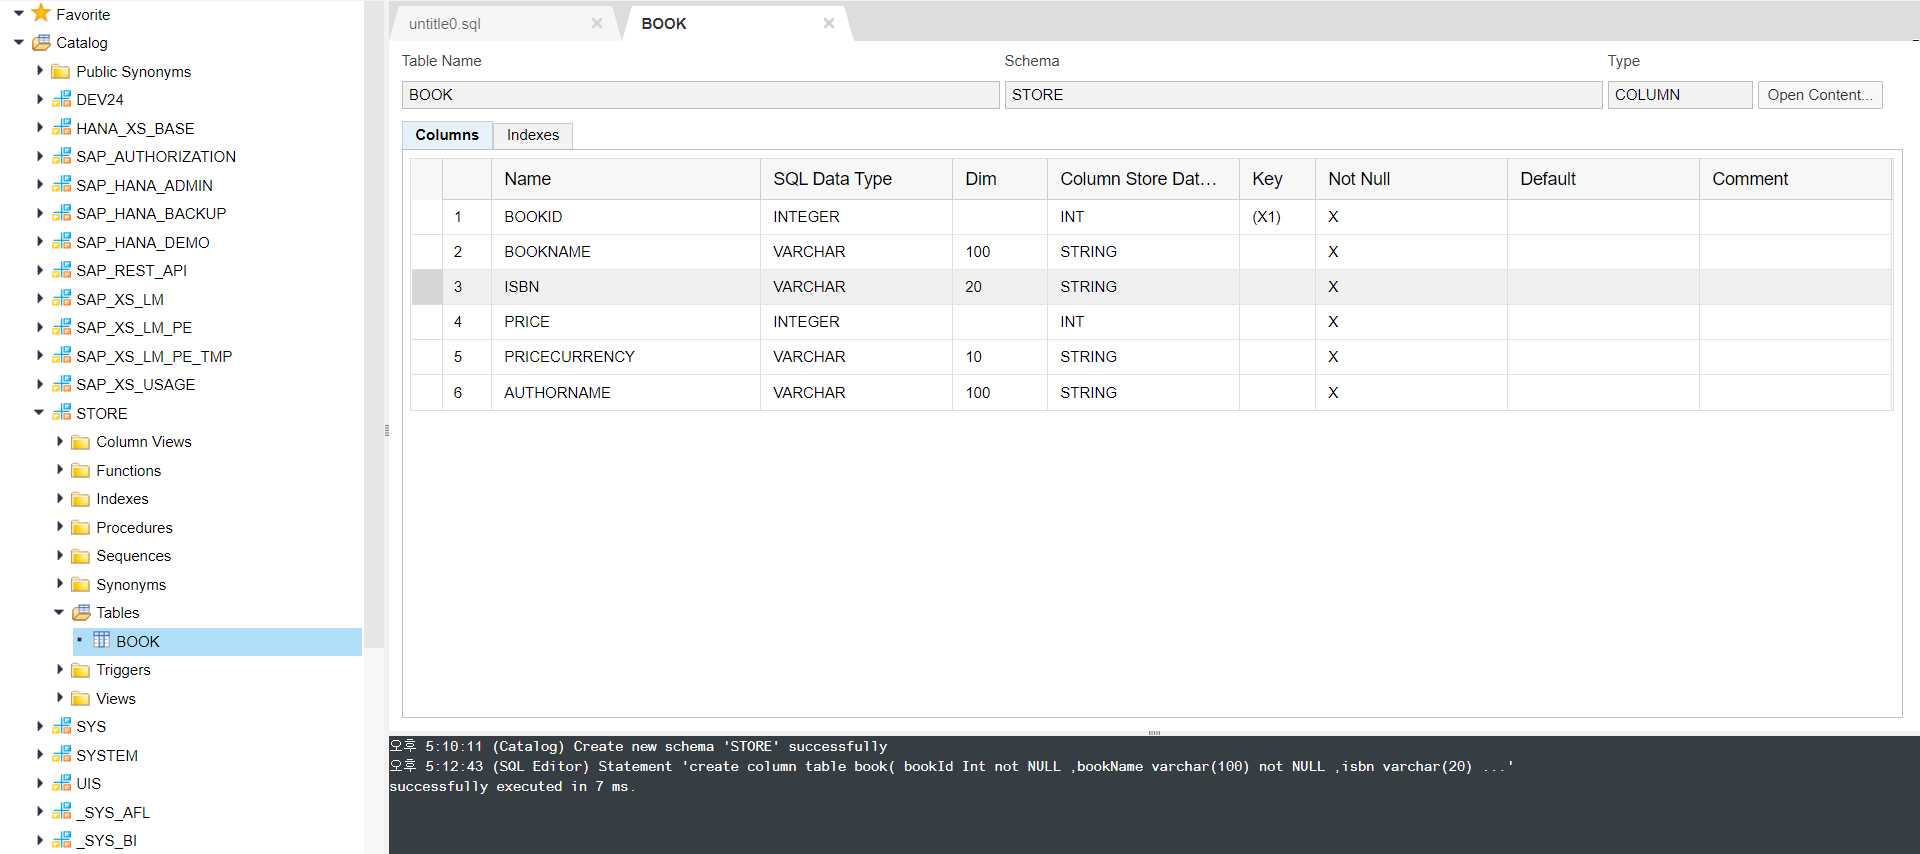 Favorite
Catalog
Public Synonyms
DEV24
HANA_XS_BASE
SAP_AUTHORIZATION
SAP_HANA_ADMIN
SAP_HANA_BACKUP
SAP_HANA_DEMO
SAP_REST_API
SAP_XS_LM
SAP_XS_LM_PE
SAP_XS_LM_PE_TMP
SAP_XS_USAGE
STORE
Column Views
Functions
Indexes
Procedures
Sequences
Synonyms
Tables
BOOK
Triggers
Views
SYS
SYSTEM
UIS
_SYS_AFL
_SYS_BI
untitle0.sql BOOK
Table Name Schema Type
BOOK STORE COLUMN Open Content...
Columns Indexes
Name SQL Data Type Dim Column Store Dat... Key Not Null Default Comment
1 BOOKID INTEGER INT (X1) X
2 BOOKNAME VARCHAR 100 STRING X
3 ISBN VARCHAR 20 STRING X
4 PRICE INTEGER INT X
5 PRICECURRENCY VARCHAR 10 STRING X
6 AUTHORNAME VARCHAR 100 STRING X
오후 5:10:11 (Catalog) Create new schema 'STORE' successfully
오후 5:12:43 (SQL Editor) Statement 'create column table book( bookId Int not NULL ,bookName varchar(100) not NULL ,isbn varchar(20) ...'
successfully executed in 7 ms.